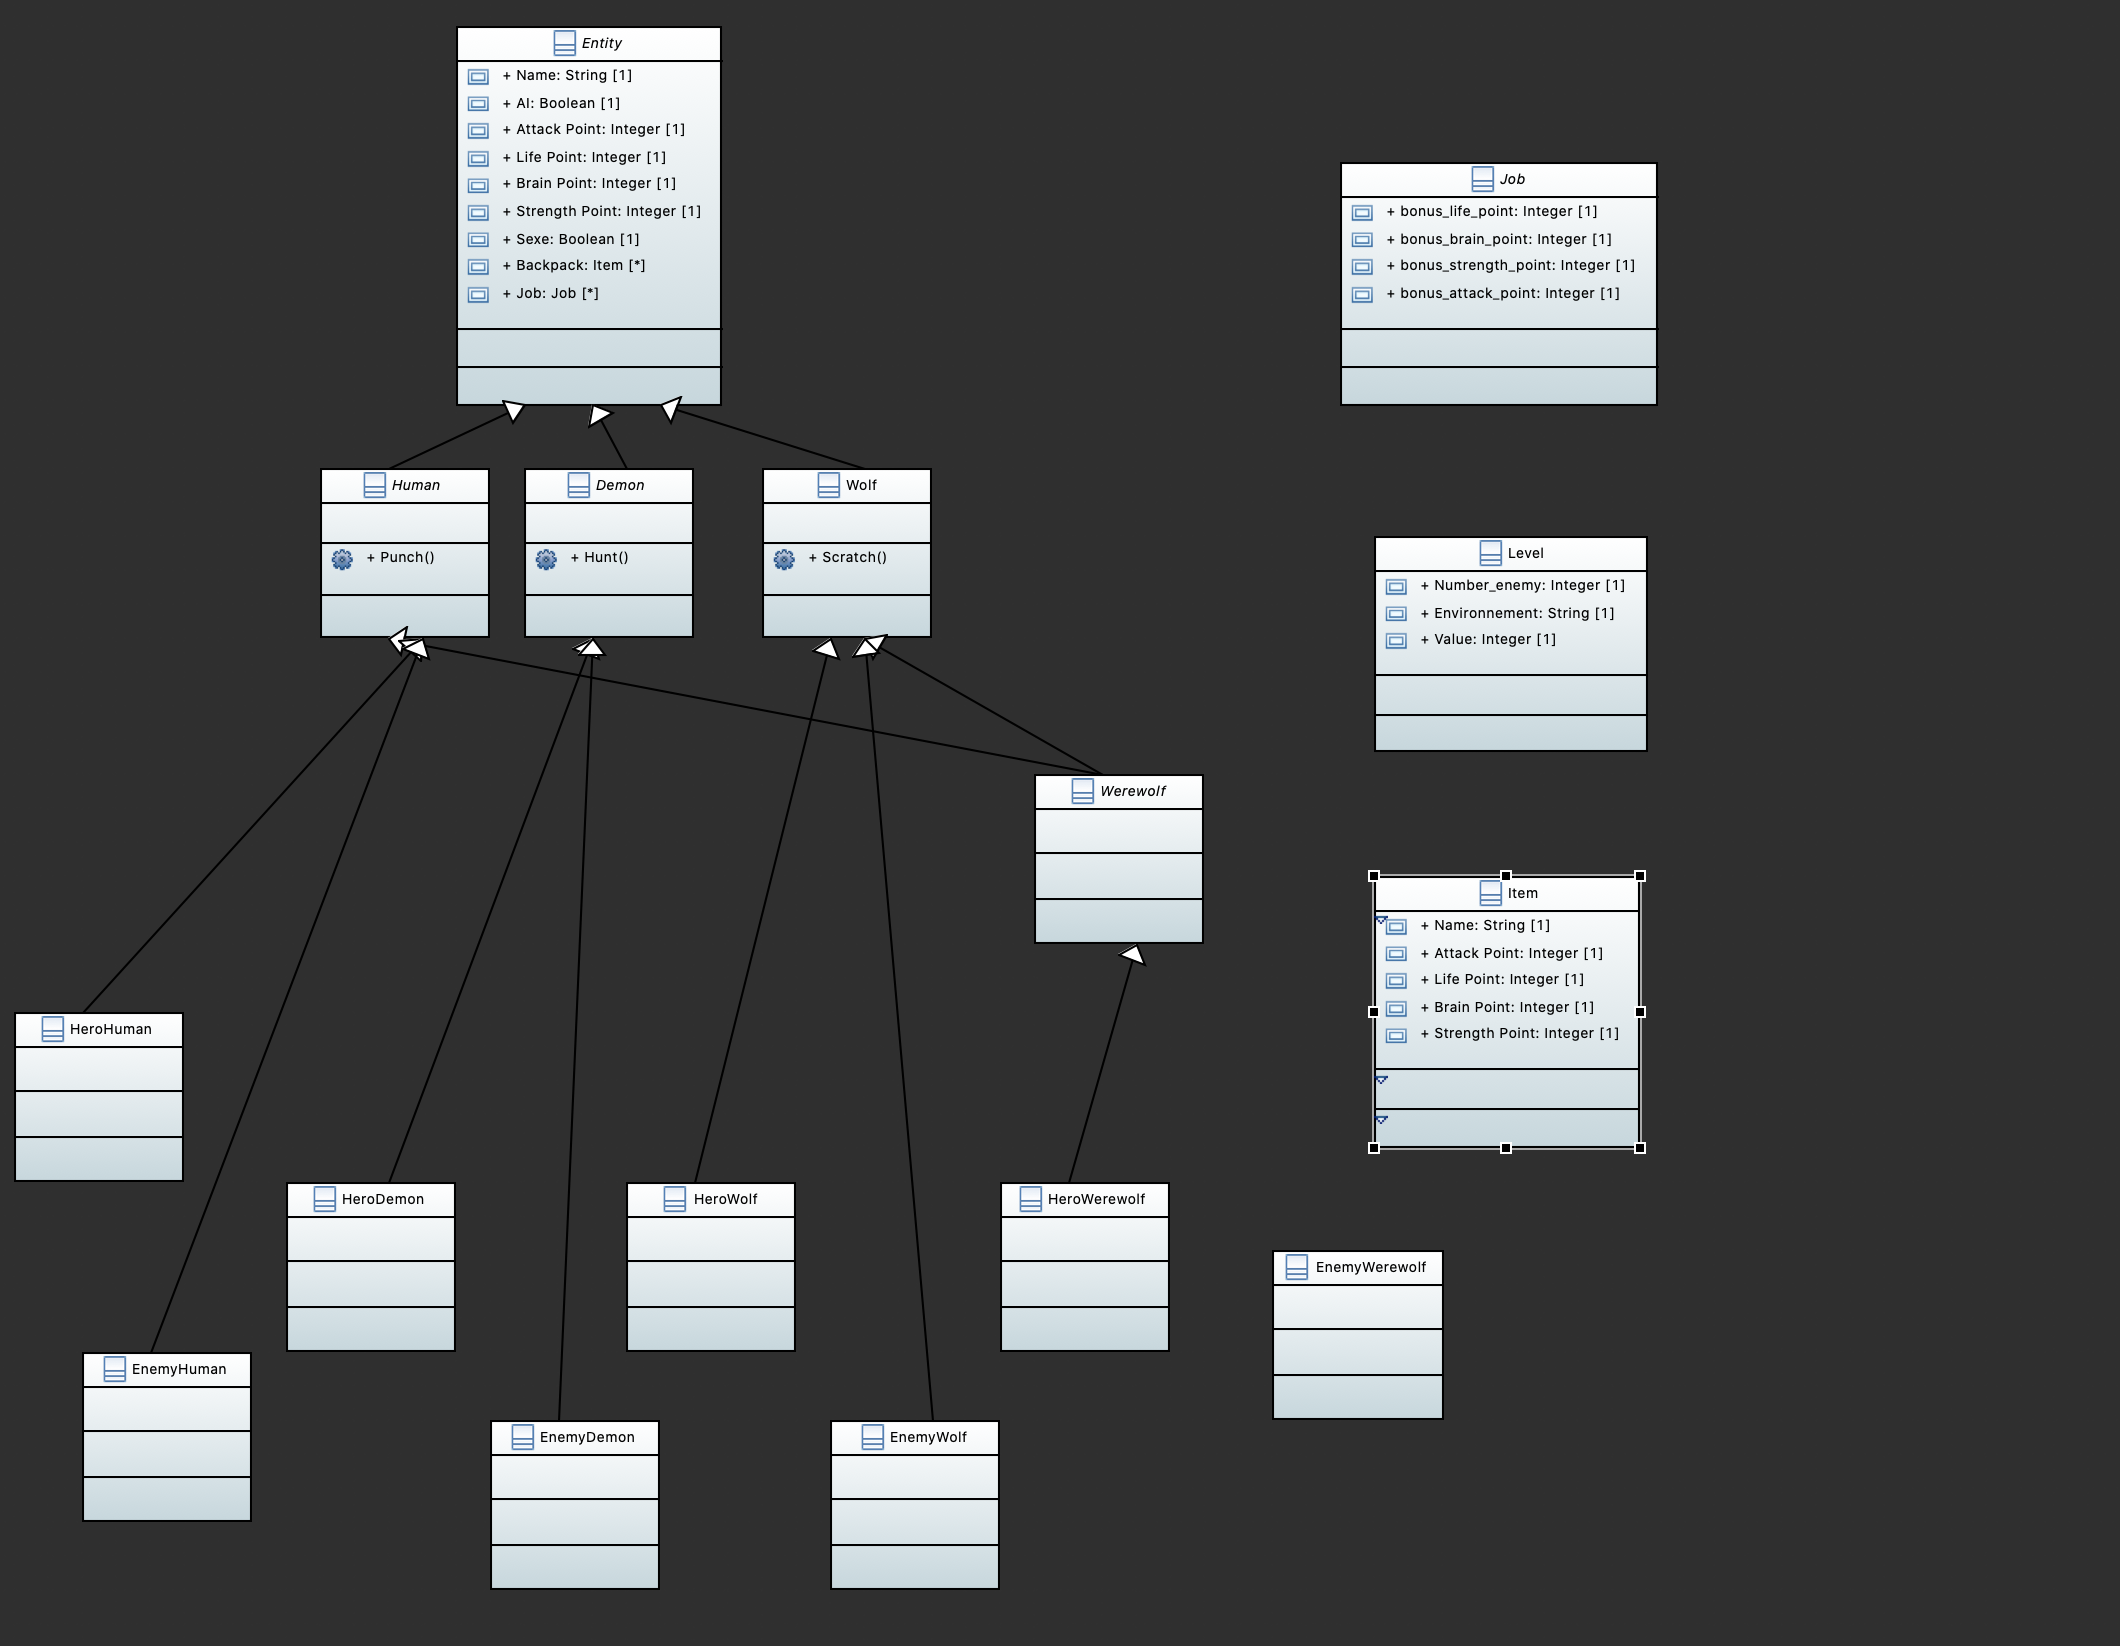 Entity
+ Name: String [1]
+ AI: Boolean [1]
+ Attack Point: Integer [1]
+ Life Point: Integer [1]
+ Brain Point: Integer [1]
+ Strength Point: Integer [1]
+ Sexe: Boolean [1]
+ Backpack: Item [*]
+ Job: Job [*]
Job
+ bonus_life_point: Integer [1]
+ bonus_brain_point: Integer [1]
+ bonus_strength_point: Integer [1]
+ bonus_attack_point: Integer [1]
Human
+ Punch()
Demon
+ Hunt()
Wolf
+ Scratch()
Level
+ Number_enemy: Integer [1]
+ Environnement: String [1]
+ Value: Integer [1]
Werewolf
Item
+ Name: String [1]
+ Attack Point: Integer [1]
+ Life Point: Integer [1]
+ Brain Point: Integer [1]
+ Strength Point: Integer [1]
HeroHuman
HeroDemon
HeroWolf
HeroWerewolf
EnemyWerewolf
EnemyHuman
EnemyDemon
EnemyWolf